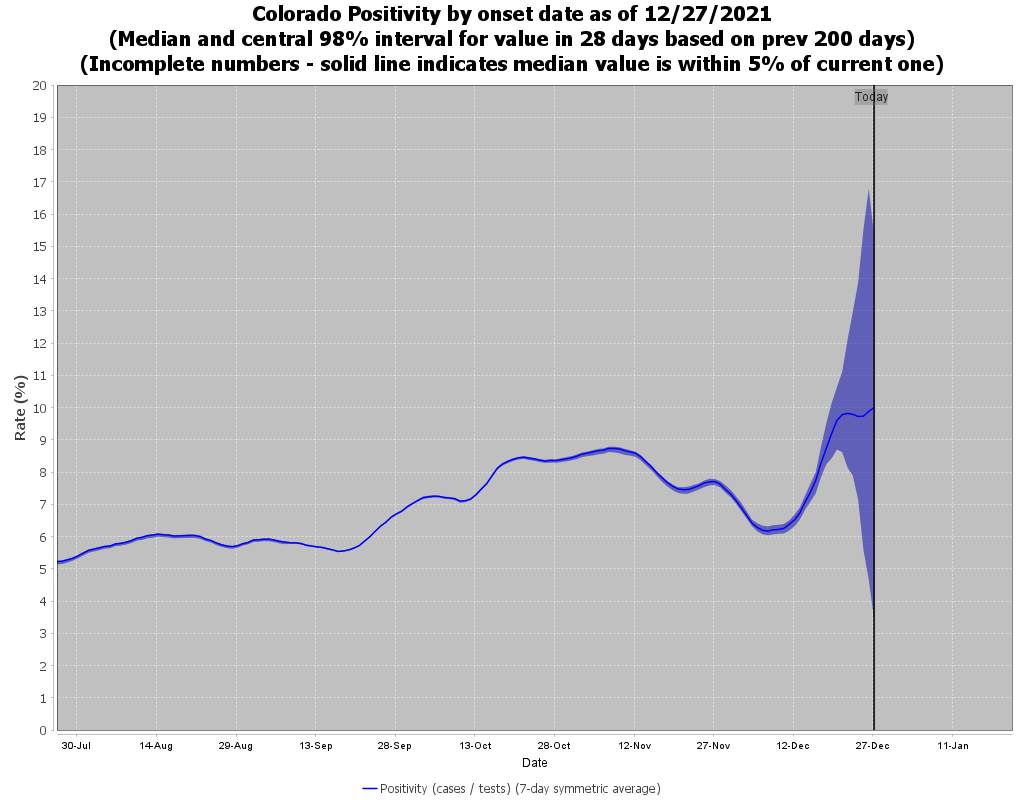 Colorado Positivity by onset date as of 12/27/2021
(Median and central 98% interval for value in 28 days based on prev 200 days)
(Incomplete numbers - solid line indicates median value is within 5% of current one)
Today
20
19
18
17
16
15
14
13
12
11
10
9
8
7
6
5
4
3
2
1
0
Rate (%)
30-Jul 14-Aug 29-Aug 13-Sep 28-Sep 13-Oct 28-Oct 12-Nov 27-Nov 12-Dec 27-Dec 11-Jan
Date
Positivity (cases / tests) (7-day symmetric average)